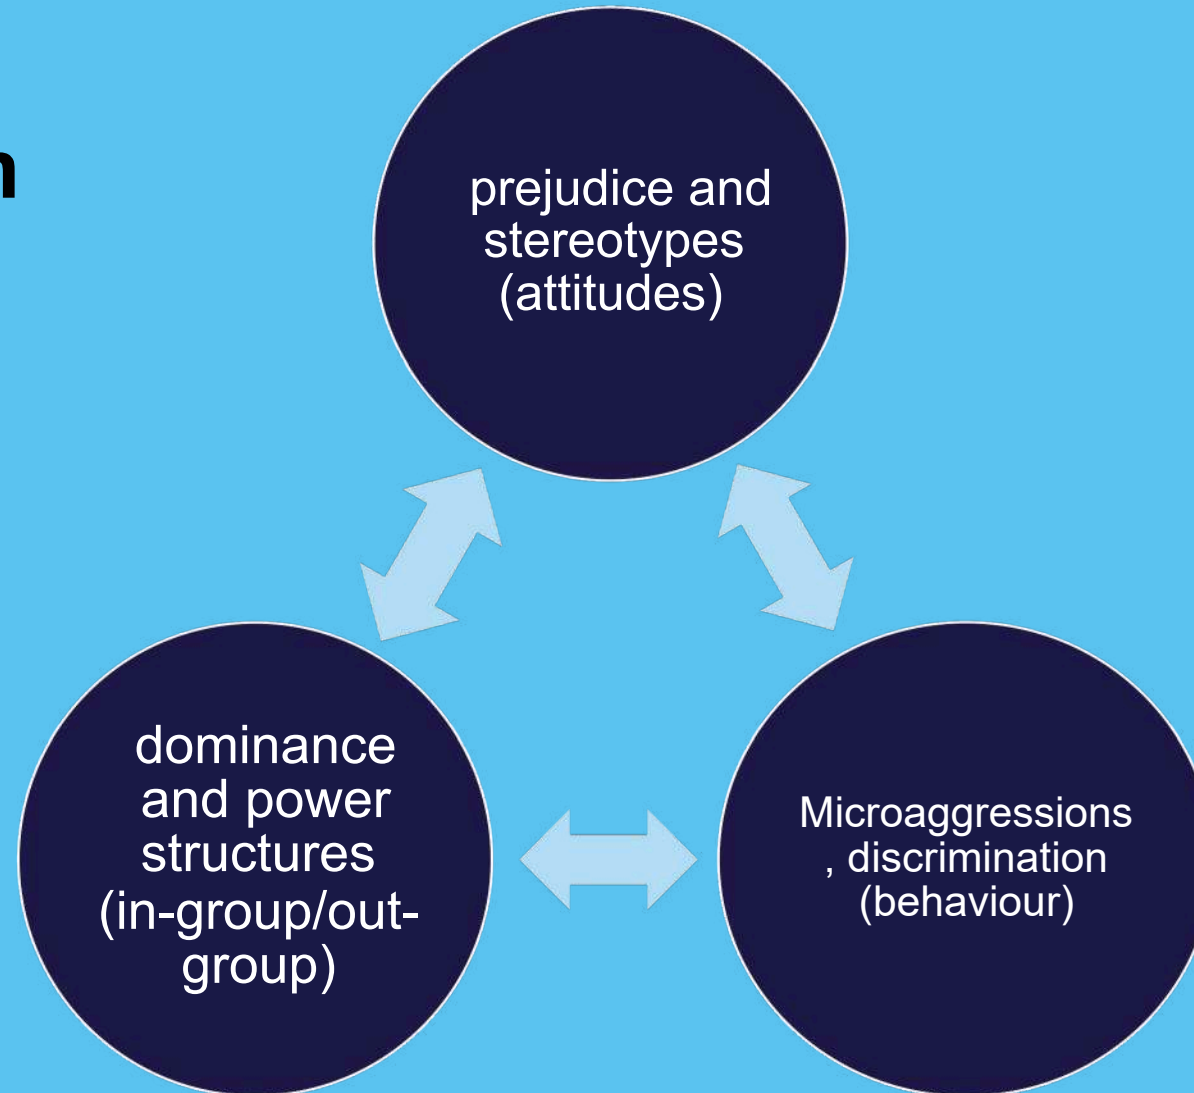 prejudice and
stereotypes
(attitudes)
dominance
and power
structures
(in-group/out-
group)
Microaggressions
, discrimination
(behaviour)